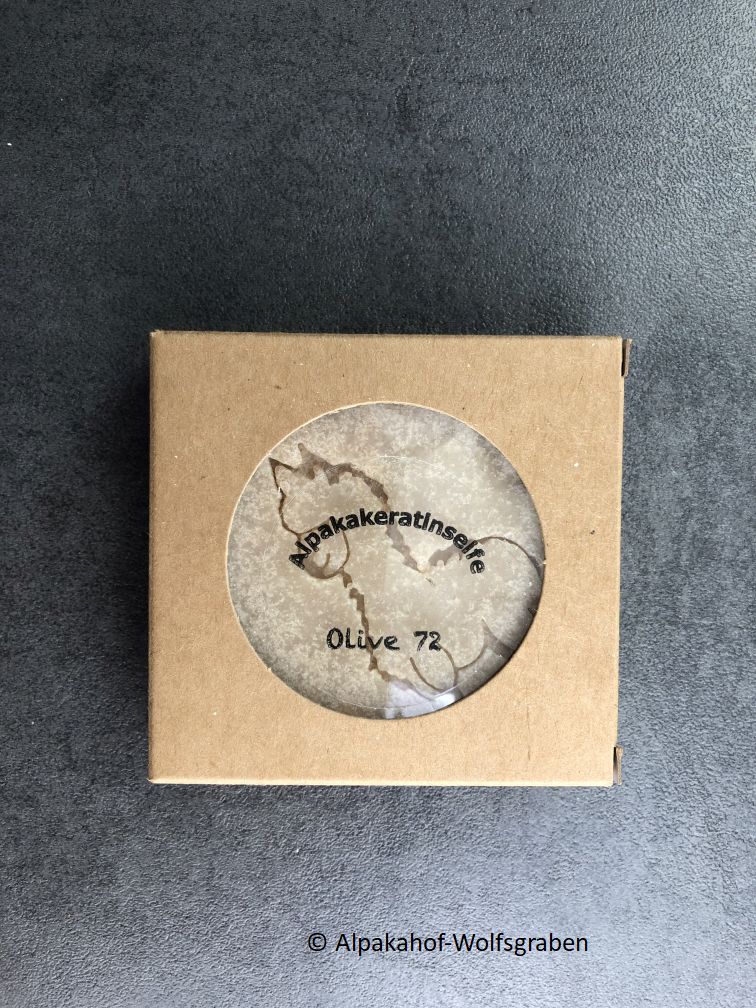 Alpakakeratinseife
Olive 72
© Alpakahof-Wolfsgraben